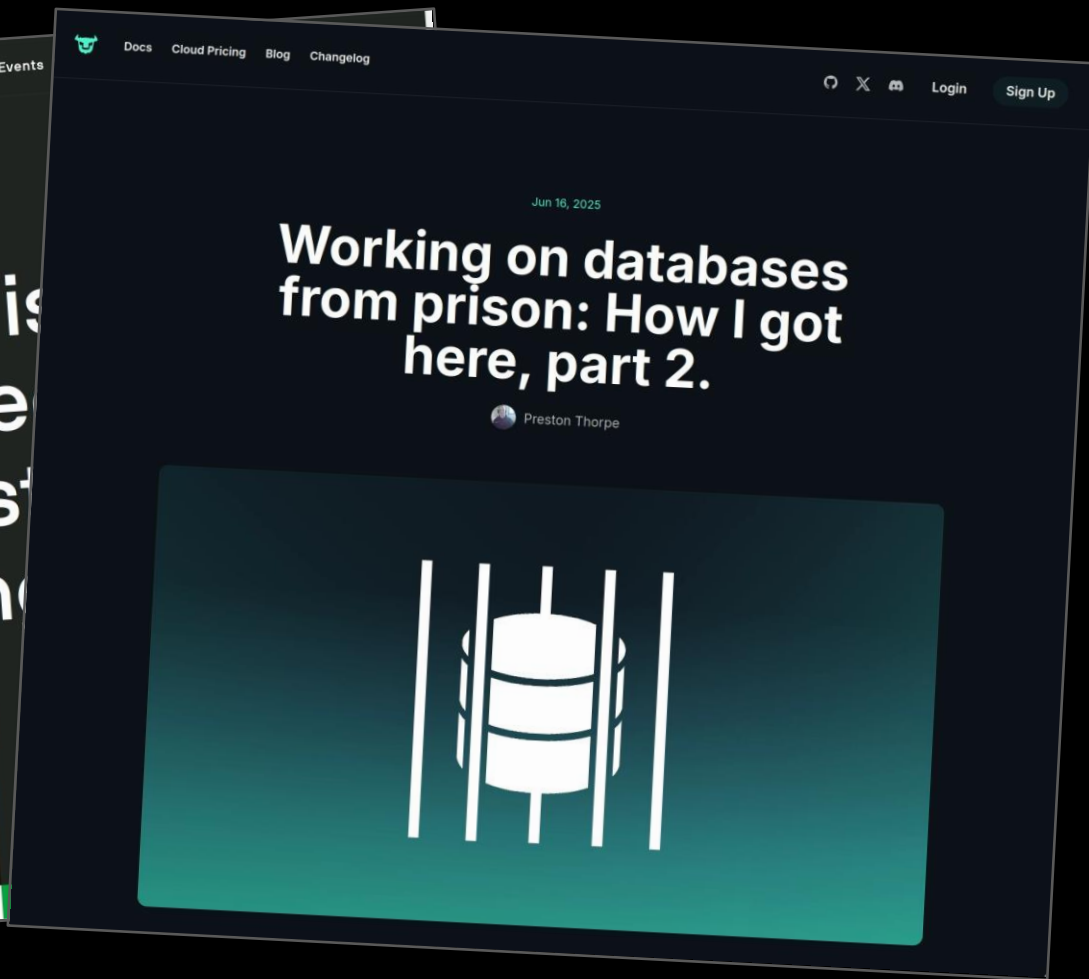 Events
Docs Cloud Pricing Blog Changelog
Login Sign Up
Jun 16, 2025
Working on databases
from prison: How I got
here, part 2.
Preston Thorpe